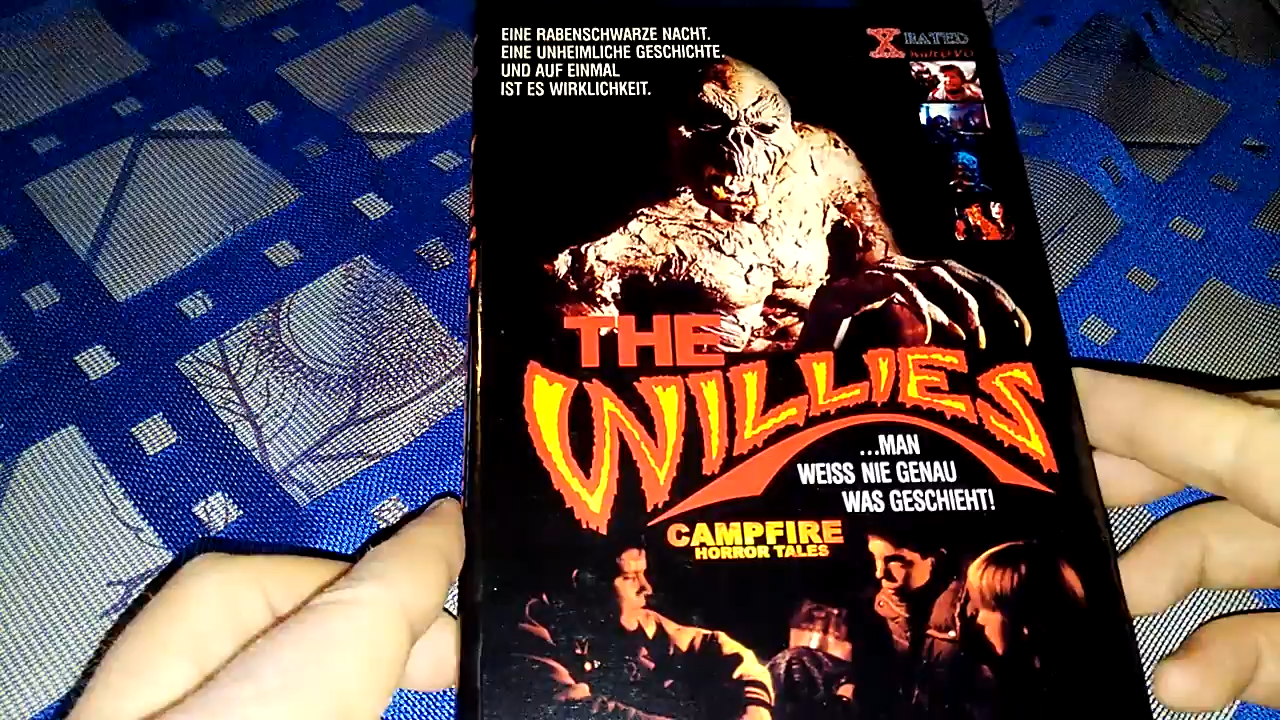 EINE RABENSCHWARZE NACHT.
EINE UNHEIMLICHE GESCHICHTE.
UND AUF EINMAL
IST ES WIRKLICHKEIT.
X RATED
THE
WILLIES
...MAN
WEISS NIE GENAU
WAS GESCHIEHT!
CAMPFIRE
HORROR TALES